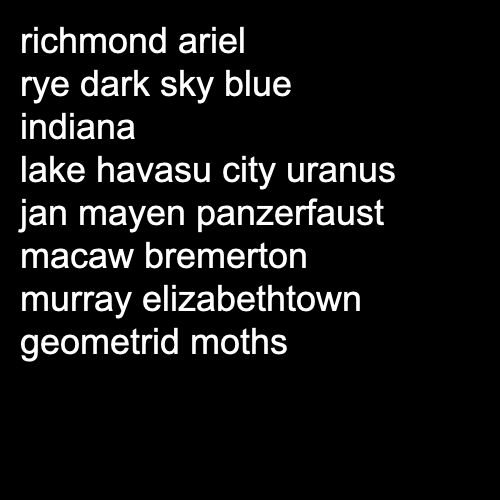 richmond ariel
rye dark sky blue
indiana
lake havasu city uranus
jan mayen panzerfaust
macaw bremerton
murray elizabethtown
geometrid moths